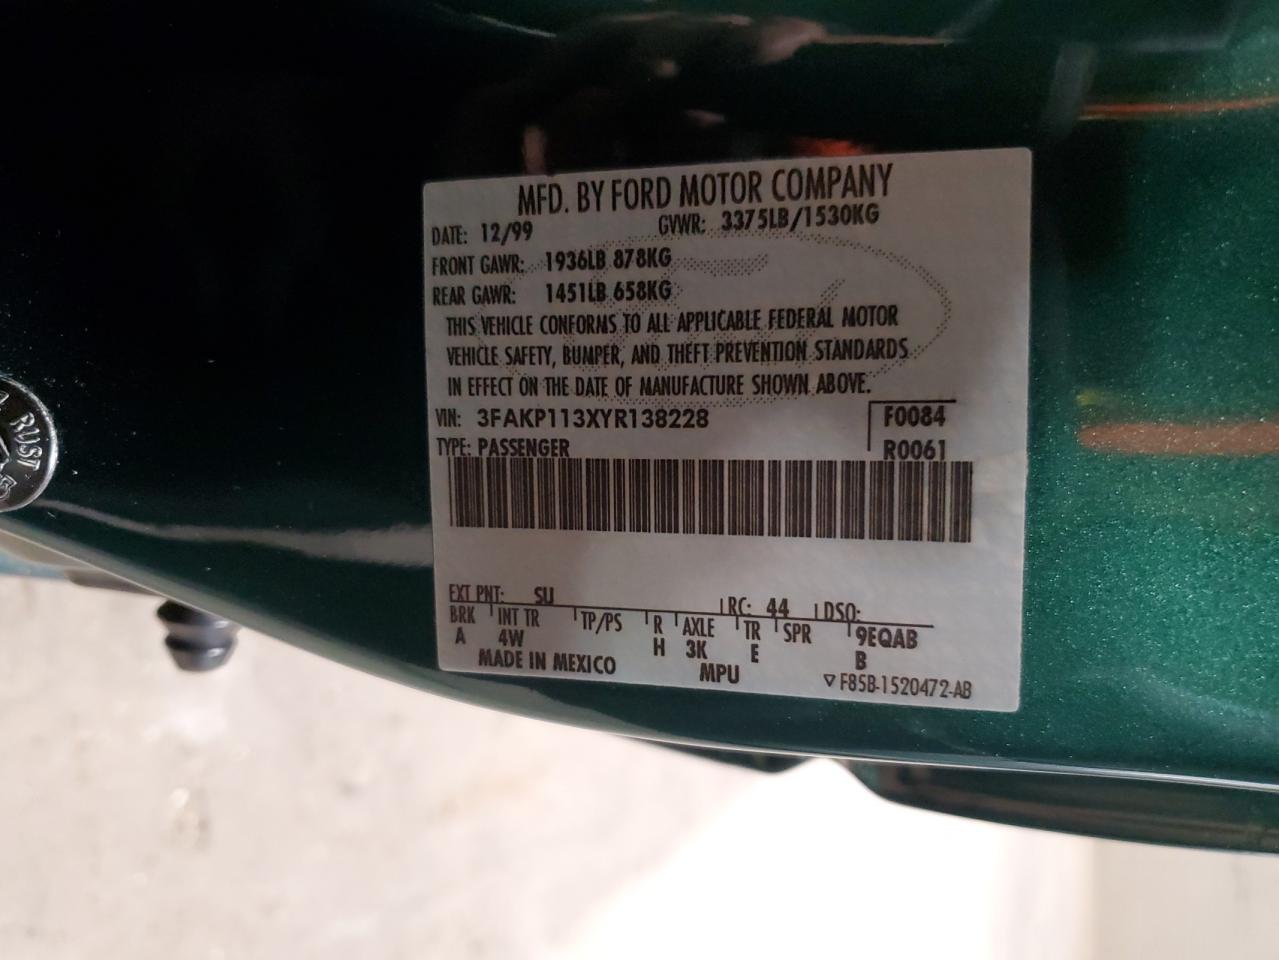 MFD. BY FORD MOTOR COMPANY
DATE: 12/99 GVWR: 3375LB/1530KG
FRONT GAWR: 1936LB 878KG
REAR GAWR: 1451LB 658KG
THIS VEHICLE CONFORMS TO ALL APPLICABLE FEDERAL MOTOR
VEHICLE SAFETY, BUMPER, AND THEFT PREVENTION STANDARDS
IN EFFECT ON THE DATE OF MANUFACTURE SHOWN ABOVE.
VIN: 3FAKP113XYR138228 F0084
TYPE: PASSENGER R0061
EXT PNT: SU RC: 44 DSO:
BRK INT TR TP/PS R AXLE TR SPR 9EQAB
A 4W H 3K E B
MADE IN MEXICO MPU ▽ F85B-1520472-AB
RUST